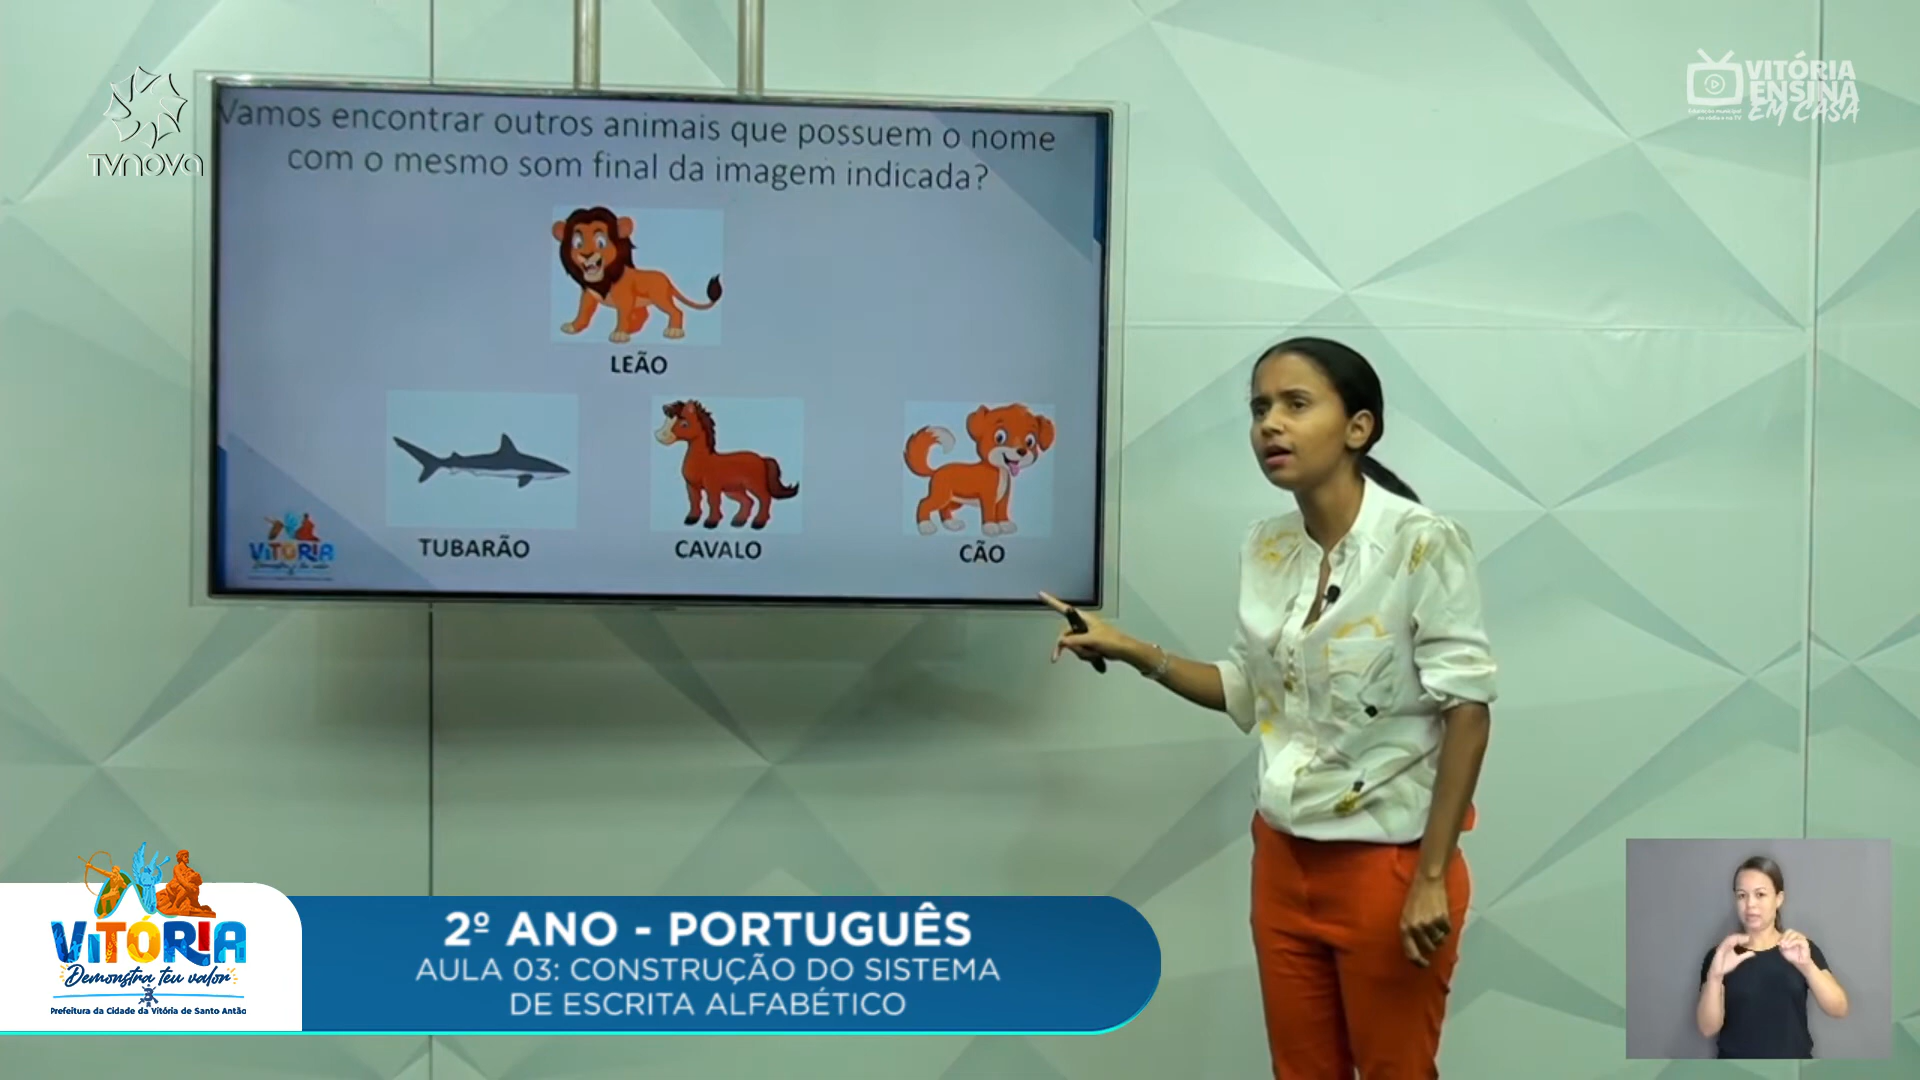 TVNOVA
VITÓRIA
ENSINA
EM CASA
Vamos encontrar outros animais que possuem o nome
com o mesmo som final da imagem indicada?
LEÃO
TUBARÃO
CAVALO
CÃO
VITÓRIA
2º ANO - PORTUGUÊS
AULA 03: CONSTRUÇÃO DO SISTEMA
DE ESCRITA ALFABÉTICO
VITÓRIA
Demonstra teu valor
Prefeitura da Cidade da Vitória de Santo Antão